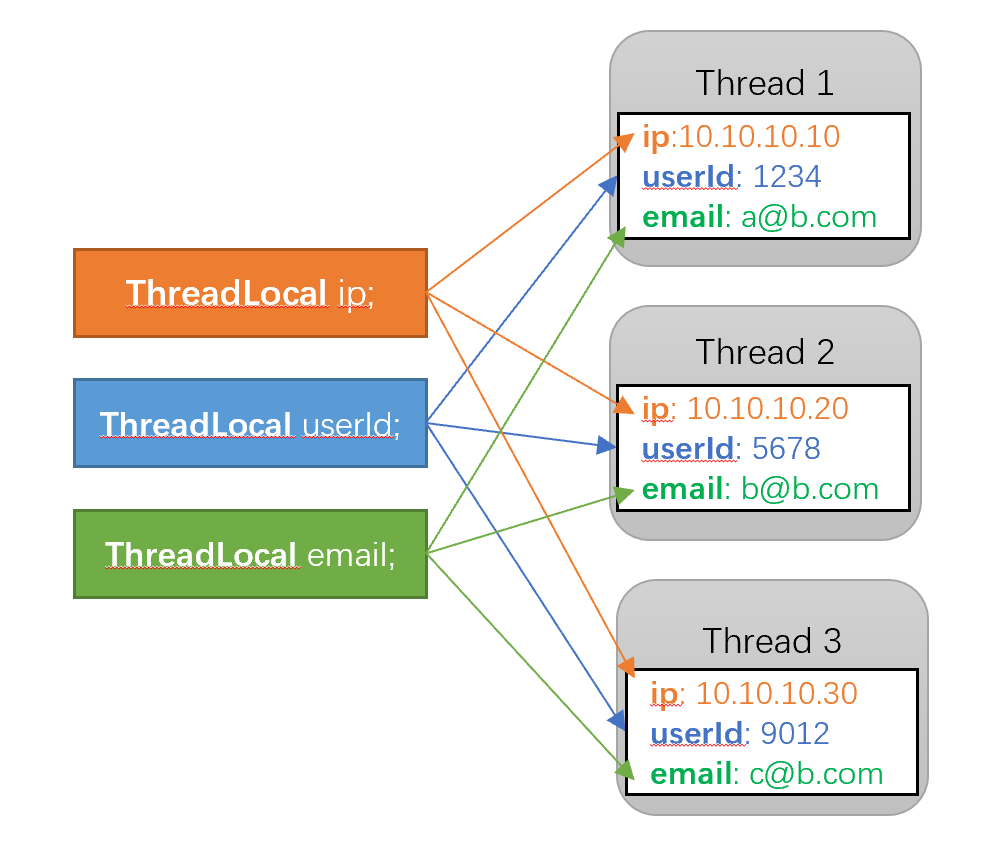 ThreadLocal ip;
ThreadLocal userId;
ThreadLocal email;
Thread 1
ip:10.10.10.10
userId: 1234
email: a@b.com
Thread 2
ip: 10.10.10.20
userId: 5678
email: b@b.com
Thread 3
ip: 10.10.10.30
userId: 9012
email: c@b.com